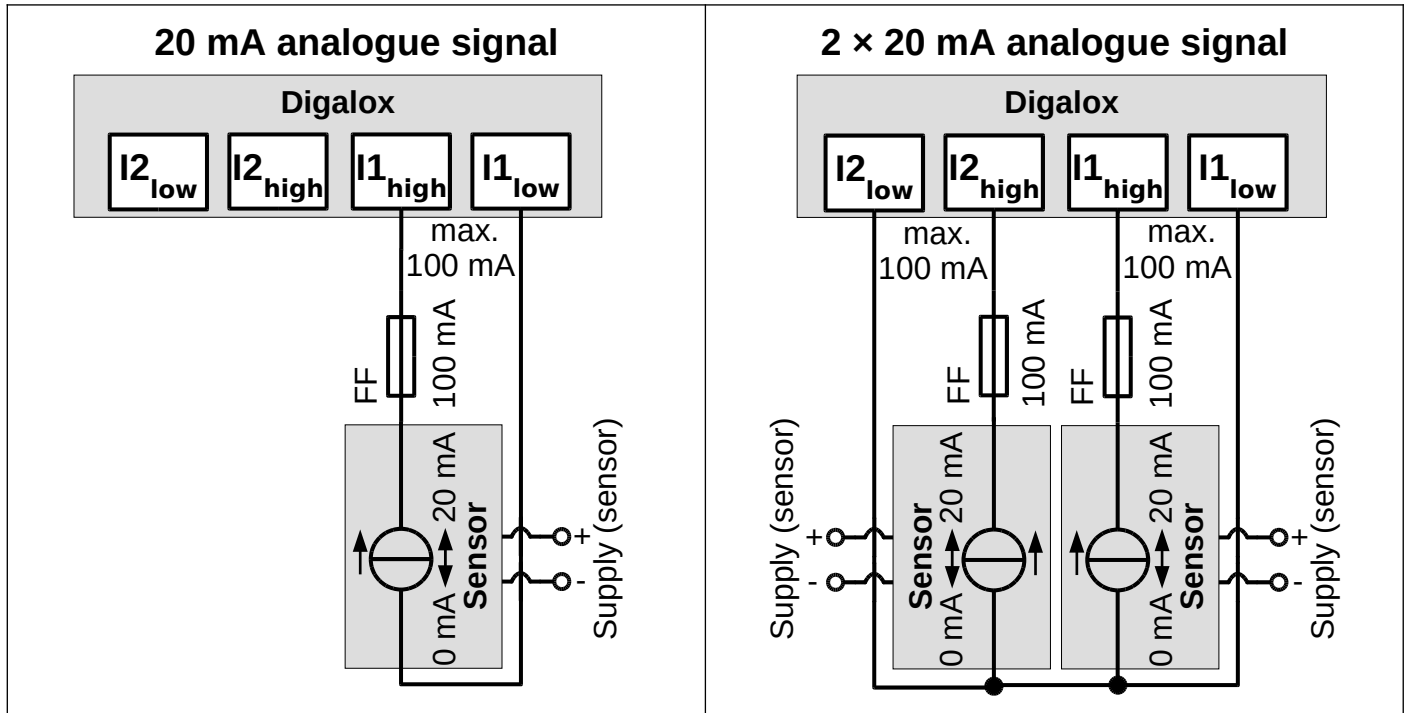 20 mA analogue signal
Digalox
I2low
I2high
I1high
I1low
max.
100 mA
FF
100 mA
0 mA
20 mA
Sensor
+
-
Supply (sensor)
2 × 20 mA analogue signal
Digalox
I2low
I2high
I1high
I1low
max.
100 mA
max.
100 mA
FF
100 mA
FF
100 mA
Supply (sensor)
+
-
Sensor
0 mA
20 mA
0 mA
20 mA
Sensor
+
-
Supply (sensor)